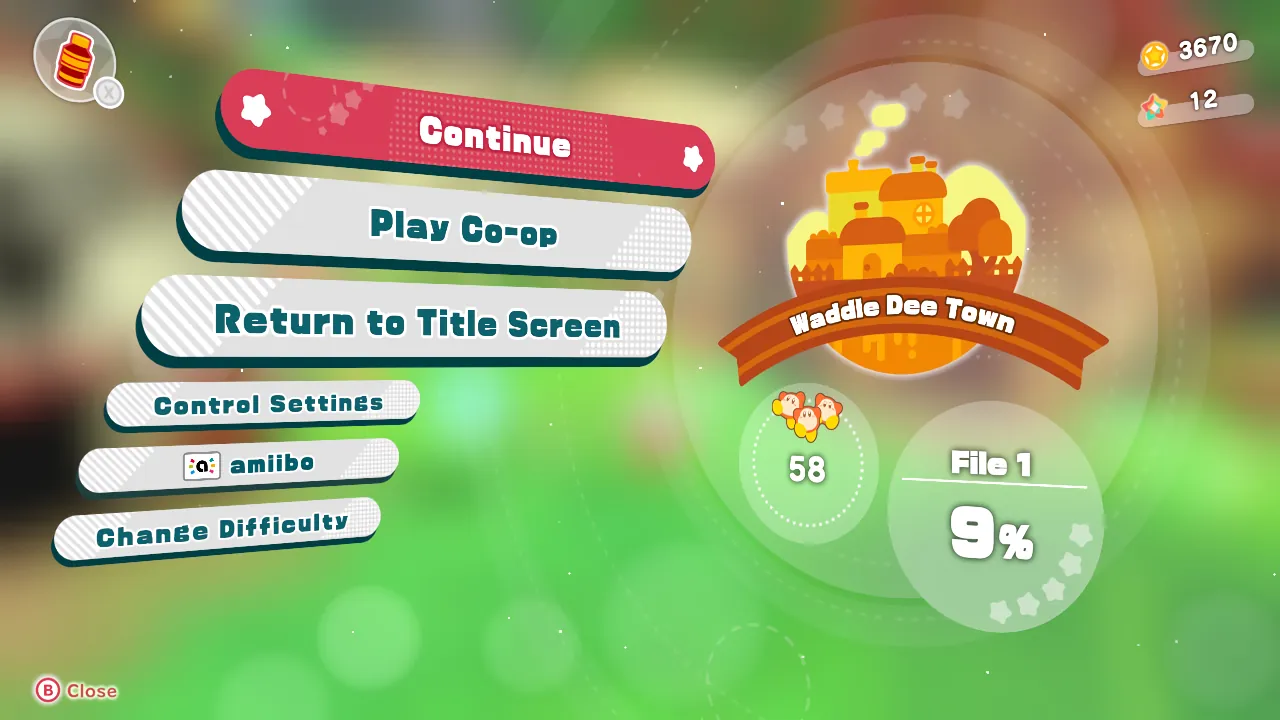 X
3670
12
Continue
Play Co-op
Return to Title Screen
Control Settings
a amiibo
Change Difficulty
Waddle Dee Town
58
File 1
9%
B Close